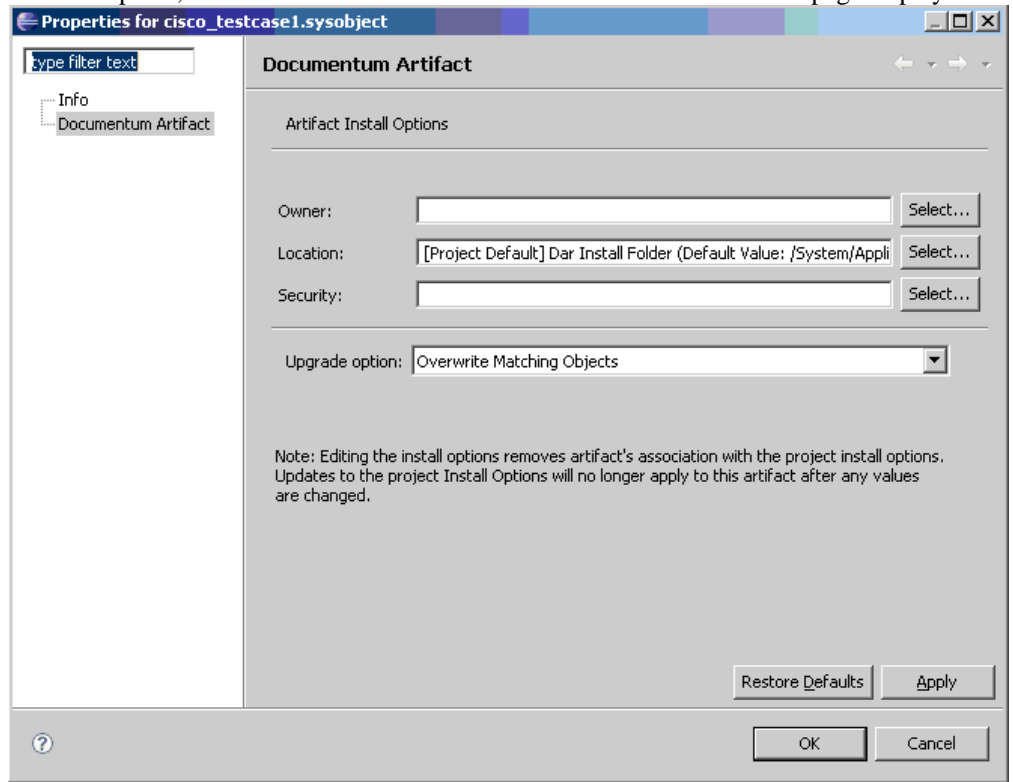 Properties for cisco_testcase1.sysobject
type filter text
Documentum Artifact
Info
Documentum Artifact
Artifact Install Options
Owner:
Select...
Location:
[Project Default] Dar Install Folder (Default Value: /System/Appli
Select...
Security:
Select...
Upgrade option:
Overwrite Matching Objects
Note: Editing the install options removes artifact's association with the project install options.
Updates to the project Install Options will no longer apply to this artifact after any values
are changed.
Restore Defaults
Apply
?
OK
Cancel